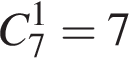 $C_7^1 = 7$